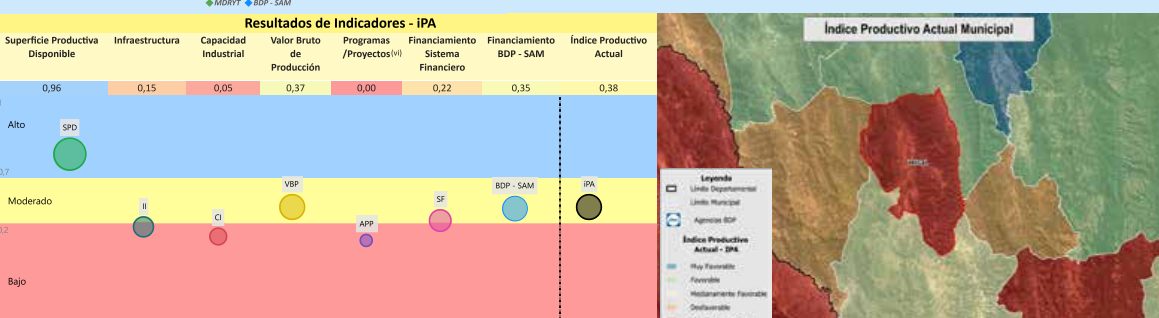 MDRYT BDP - SAM
Resultados de Indicadores - iPA
Superficie Productiva
Disponible
Infraestructura
Capacidad
Industrial
Valor Bruto
de
Producción
Programas
/Proyectos(vi)
Financiamiento
Sistema
Financiero
Financiamiento
BDP - SAM
Índice Productivo
Actual
0,96 0,15 0,05 0,37 0,00 0,22 0,35 0,38
Alto
SPD
0,7
Moderado
II
CI
VBP
APP
SF
BDP - SAM
iPA
0,2
Bajo
Índice Productivo Actual Municipal
Leyenda
Límite Departamental
Límite Municipal
Agencias BDP
Índice Productivo
Actual - IPA
Muy Favorable
Favorable
Medianamente Favorable
Desfavorable